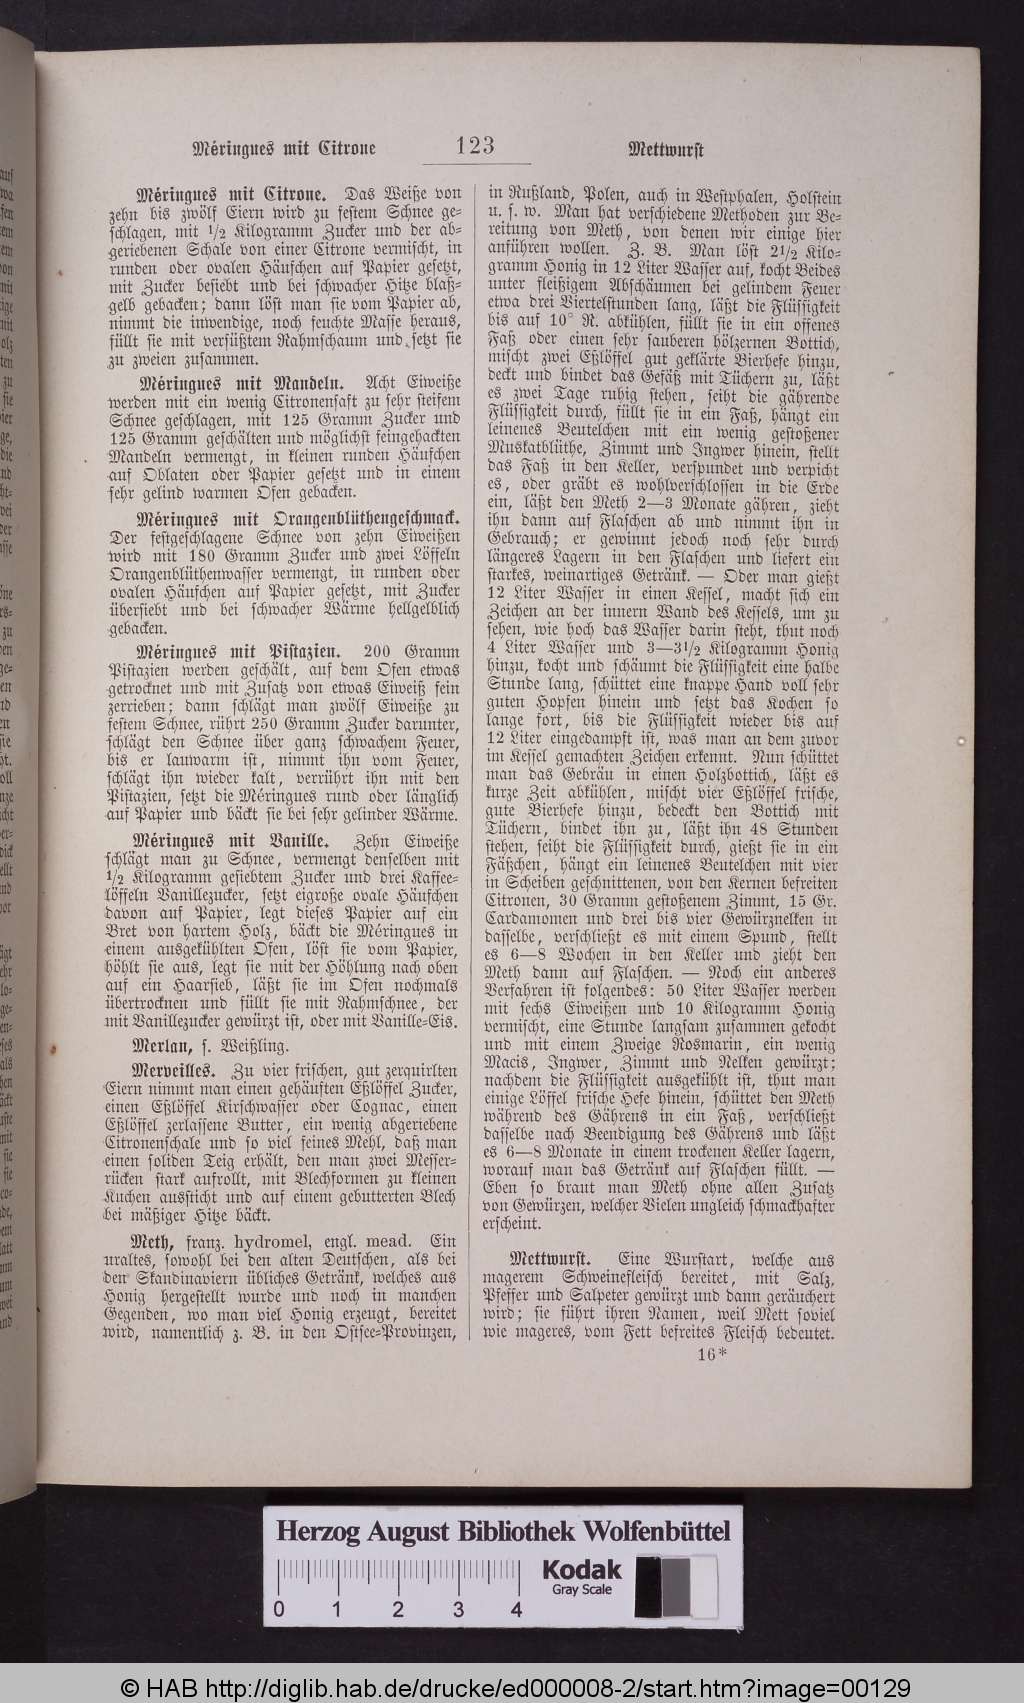 Méringues mit Citrone
123
Mettwurst
Méringues mit Citrone. Das Weiße von
zehn bis zwölf Eiern wird zu festem Schnee ge-
schlagen, mit 1/2 Kilogramm Zucker und der ab-
geriebenen Schale von einer Citrone vermischt, in
runden oder ovalen Häufchen auf Papier gesetzt,
mit Zucker besiebt und bei schwacher Hitze blaß-
gelb gebacken; dann löst man sie vom Papier ab,
nimmt die inwendige, noch feuchte Masse heraus,
füllt sie mit versüßtem Rahmschaum und setzt sie
zu zweien zusammen.
Méringues mit Mandeln. Acht Eiweiße
werden mit ein wenig Citronensaft zu sehr steifem
Schnee geschlagen, mit 125 Gramm Zucker und
125 Gramm geschälten und möglichst feingehackten
Mandeln vermengt, in kleinen runden Häufchen
auf Oblaten oder Papier gesetzt und in einem
sehr gelind warmen Ofen gebacken.
Méringues mit Orangenblüthengeschmack.
Der festgeschlagene Schnee von zehn Eiweißen
wird mit 180 Gramm Zucker und zwei Löffeln
Orangenblüthenwasser vermengt, in runden oder
ovalen Häufchen auf Papier gesetzt, mit Zucker
übersiebt und bei schwacher Wärme hellgelblich
gebacken.
Méringues mit Pistazien. 200 Gramm
Pistazien werden geschält, auf dem Ofen etwas
getrocknet und mit Zusatz von etwas Eiweiß fein
zerrieben; dann schlägt man zwölf Eiweiße zu
festem Schnee, rührt 250 Gramm Zucker darunter,
schlägt den Schnee über ganz schwachem Feuer,
bis er lauwarm ist, nimmt ihn vom Feuer,
schlägt ihn wieder kalt, verrührt ihn mit den
Pistazien, setzt die Méringues rund oder länglich
auf Papier und bäckt sie bei sehr gelinder Wärme.
Méringues mit Vanille. Zehn Eiweiße
schlägt man zu Schnee, vermengt denselben mit
1/2 Kilogramm gesiebtem Zucker und drei Kaffee-
löffeln Vanillezucker, setzt eigroße ovale Häufchen
davon auf Papier, legt dieses Papier auf ein
Bret von hartem Holz, bäckt die Méringues in
einem ausgekühlten Ofen, löst sie vom Papier,
höhlt sie aus, legt sie mit der Höhlung nach oben
auf ein Haarsieb, läßt sie im Ofen nochmals
übertrocknen und füllt sie mit Rahmschnee, der
mit Vanillezucker gewürzt ist, oder mit Vanille-Eis.
Merlan, s. Weißling.
Merveilles. Zu vier frischen, gut zerquirlten
Eiern nimmt man einen gehäuften Eßlöffel Zucker,
einen Eßlöffel Kirschwasser oder Cognac, einen
Eßlöffel zerlassene Butter, ein wenig abgeriebene
Citronenschale und so viel feines Mehl, daß man
einen soliden Teig erhält, den man zwei Messer-
rücken stark aufrollt, mit Blechformen zu kleinen
Kuchen aussticht und auf einem gebutterten Blech
bei mäßiger Hitze bäckt.
Meth, franz. hydromel, engl. mead. Ein
uraltes, sowohl bei den alten Deutschen, als bei
den Skandinaviern übliches Getränk, welches aus
Honig hergestellt wurde und noch in manchen
Gegenden, wo man viel Honig erzeugt, bereitet
wird, namentlich z. B. in den Ostsee-Provinzen,
in Rußland, Polen, auch in Westphalen, Holstein
u. s. w. Man hat verschiedene Methoden zur Be-
reitung von Meth, von denen wir einige hier
anführen wollen. Z. B. Man löst 2 1/2 Kilo-
gramm Honig in 12 Liter Wasser auf, kocht Beides
unter fleißigem Abschäumen bei gelindem Feuer
etwa drei Viertelstunden lang, läßt die Flüssigkeit
bis auf 10° R. abkühlen, füllt sie in ein offenes
Faß oder einen sehr sauberen hölzernen Bottich,
mischt zwei Eßlöffel gut geklärte Bierhefe hinzu,
deckt und bindet das Gefäß mit Tüchern zu, läßt
es zwei Tage ruhig stehen, seiht die gährende
Flüssigkeit durch, füllt sie in ein Faß, hängt ein
leinenes Beutelchen mit ein wenig gestoßener
Muskatblüthe, Zimmt und Ingwer hinein, stellt
das Faß in den Keller, verspundet und verpicht
es, oder gräbt es wohlverschlossen in die Erde
ein, läßt den Meth 2—3 Monate gähren, zieht
ihn dann auf Flaschen ab und nimmt ihn in
Gebrauch; er gewinnt jedoch noch sehr durch
längeres Lagern in den Flaschen und liefert ein
starkes, weinartiges Getränk. — Oder man gießt
12 Liter Wasser in einen Kessel, macht sich ein
Zeichen an der innern Wand des Kessels, um zu
sehen, wie hoch das Wasser darin steht, thut noch
4 Liter Wasser und 3—3 1/2 Kilogramm Honig
hinzu, kocht und schäumt die Flüssigkeit eine halbe
Stunde lang, schüttet eine knappe Hand voll sehr
guten Hopfen hinein und setzt das Kochen so
lange fort, bis die Flüssigkeit wieder bis auf
12 Liter eingedampft ist, was man an dem zuvor
im Kessel gemachten Zeichen erkennt. Nun schüttet
man das Gebräu in einen Holzbottich, läßt es
kurze Zeit abkühlen, mischt vier Eßlöffel frische,
gute Bierhefe hinzu, bedeckt den Bottich mit
Tüchern, bindet ihn zu, läßt ihn 48 Stunden
stehen, seiht die Flüssigkeit durch, gießt sie in ein
Fäßchen, hängt ein leinenes Beutelchen mit vier
in Scheiben geschnittenen, von den Kernen befreiten
Citronen, 30 Gramm gestoßenem Zimmt, 15 Gr.
Cardamomen und drei bis vier Gewürznelken in
dasselbe, verschließt es mit einem Spund, stellt
es 6—8 Wochen in den Keller und zieht den
Meth dann auf Flaschen. — Noch ein anderes
Verfahren ist folgendes: 50 Liter Wasser werden
mit sechs Eiweißen und 10 Kilogramm Honig
vermischt, eine Stunde langsam zusammen gekocht
und mit einem Zweige Rosmarin, ein wenig
Macis, Ingwer, Zimmt und Nelken gewürzt;
nachdem die Flüssigkeit ausgekühlt ist, thut man
einige Löffel frische Hefe hinein, schüttet den Meth
während des Gährens in ein Faß, verschließt
dasselbe nach Beendigung des Gährens und läßt
es 6—8 Monate in einem trockenen Keller lagern,
worauf man das Getränk auf Flaschen füllt. —
Eben so braut man Meth ohne allen Zusatz
von Gewürzen, welcher Vielen ungleich schmackhafter
erscheint.
Mettwurst. Eine Wurstart, welche aus
magerem Schweinefleisch bereitet, mit Salz,
Pfeffer und Salpeter gewürzt und dann geräuchert
wird; sie führt ihren Namen, weil Mett soviel
wie mageres, vom Fett befreites Fleisch bedeutet.
16*
Herzog August Bibliothek Wolfenbüttel
Kodak
Gray Scale
0 1 2 3 4
© HAB http://diglib.hab.de/drucke/ed000008-2/start.htm?image=00129